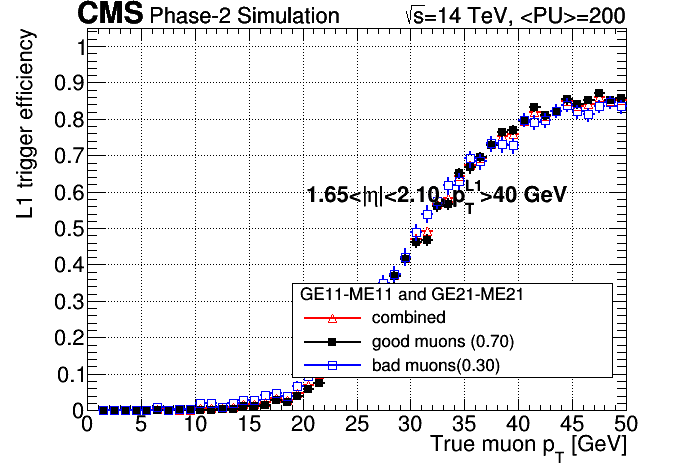 CMS Phase-2 Simulation √s=14 TeV, <PU>=200
L1 trigger efficiency
1
0.9
0.8
0.7
0.6
0.5
0.4
0.3
0.2
0.1
0
1.65<|η|<2.10, p_T^L1>40 GeV
GE11-ME11 and GE21-ME21
combined
good muons (0.70)
bad muons(0.30)
0 5 10 15 20 25 30 35 40 45 50
True muon p_T [GeV]